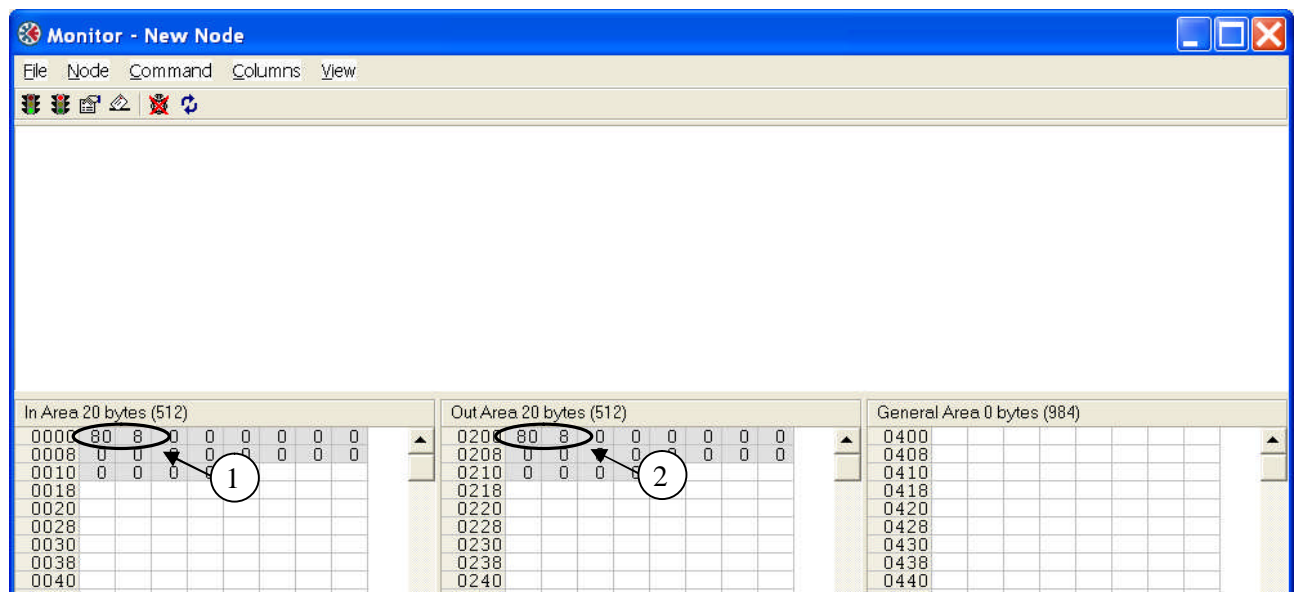 Monitor - New Node
File Node Command Columns View
In Area 20 bytes (512)
0000 80 8 0 0 0 0 0 0
0008 0 0 0 0 0 0 0 0
0010 0 0 0 0
0018
0020
0028
0030
0038
0040
1
Out Area 20 bytes (512)
0200 80 8 0 0 0 0 0 0
0208 0 0 0 0 0 0 0
0210 0 0 0 0
0218
0220
0228
0230
0238
0240
2
General Area 0 bytes (984)
0400
0408
0410
0418
0420
0428
0430
0438
0440